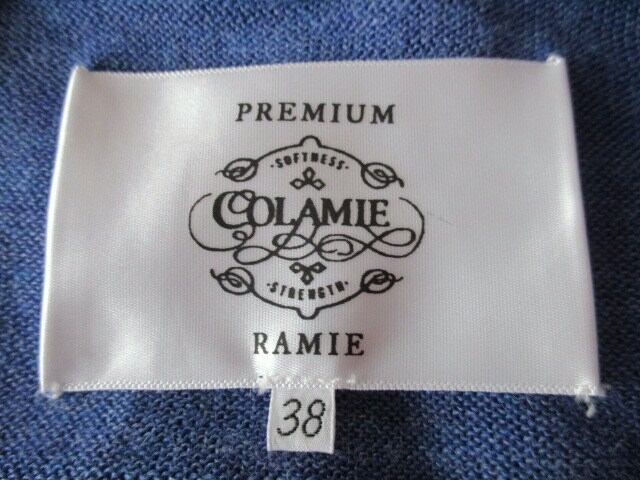 PREMIUM
·SOFTNESS·
COLAMIE
·STRENGTH·
RAMIE
38